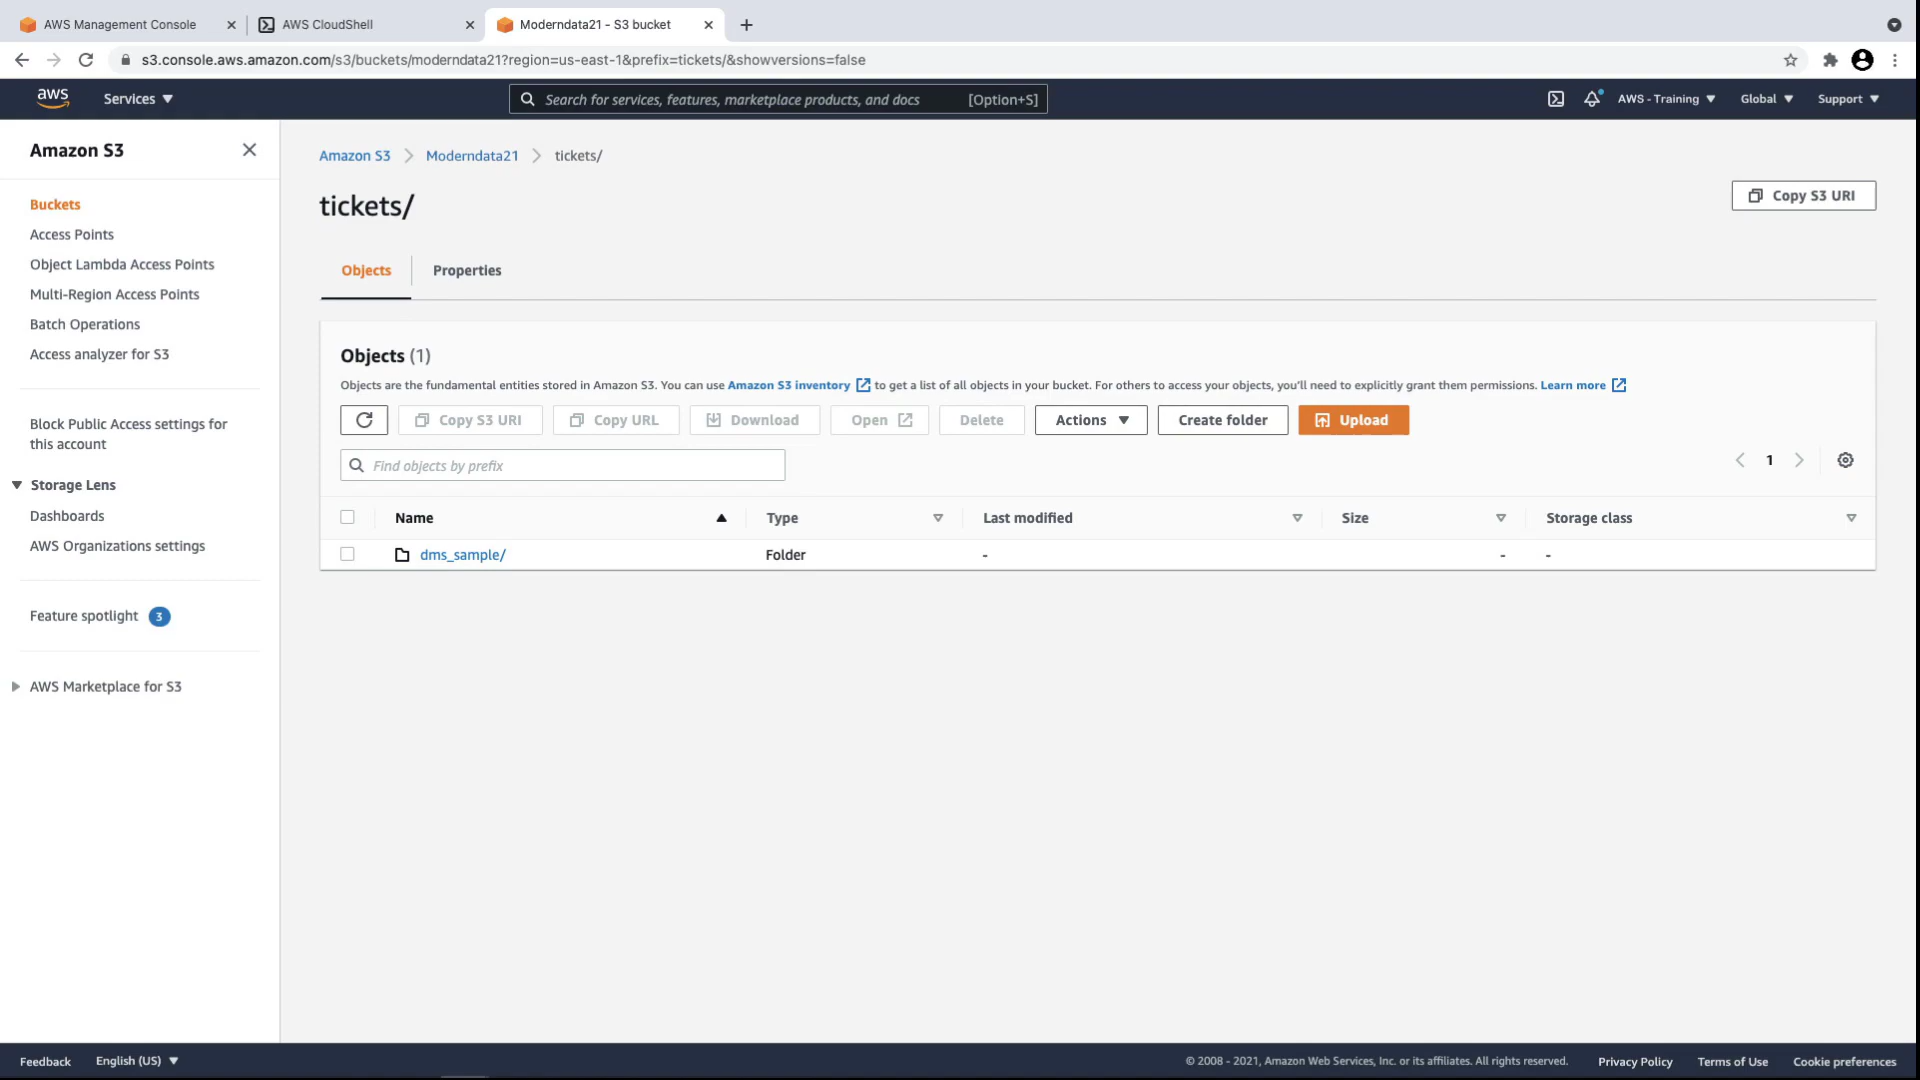 AWS Management Console
AWS CloudShell
Moderndata21 - S3 bucket
s3.console.aws.amazon.com/s3/buckets/moderndata21?region=us-east-1&prefix=tickets/&showversions=false
aws
Services
Search for services, features, marketplace products, and docs [Option+S]
AWS - Training
Global
Support
Amazon S3
Buckets
Access Points
Object Lambda Access Points
Multi-Region Access Points
Batch Operations
Access analyzer for S3
Block Public Access settings for
this account
Storage Lens
Dashboards
AWS Organizations settings
Feature spotlight 3
AWS Marketplace for S3
Amazon S3 Moderndata21 tickets/
tickets/
Copy S3 URI
Objects
Properties
Objects (1)
Objects are the fundamental entities stored in Amazon S3. You can use Amazon S3 inventory to get a list of all objects in your bucket. For others to access your objects, you'll need to explicitly grant them permissions. Learn more
Copy S3 URI
Copy URL
Download
Open
Delete
Actions
Create folder
Upload
Find objects by prefix
1
Name Type Last modified Size Storage class
dms_sample/ Folder - - -
Feedback
English (US)
© 2008 - 2021, Amazon Web Services, Inc. or its affiliates. All rights reserved.
Privacy Policy
Terms of Use
Cookie preferences